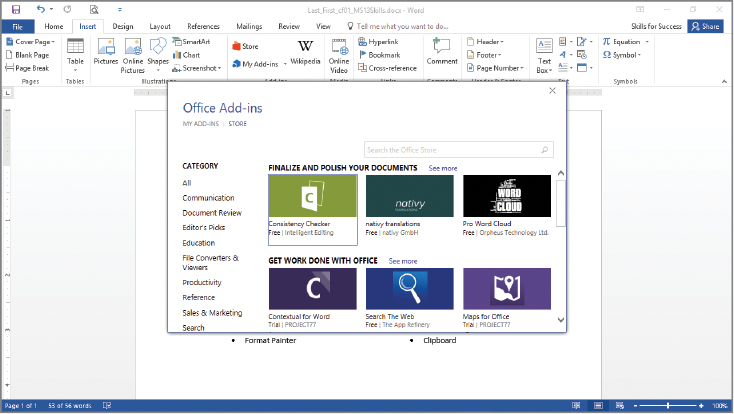 Last_First_cf01_MS13Skills.docx - Word
File Home Insert Design Layout References Mailings Review View Tell me what you want to do... Skills for Success Share
Cover Page
Blank Page
Page Break
Pages
Table
Tables
Pictures
Online Pictures
Shapes
SmartArt
Chart
Screenshot
Illustrations
Store
My Add-ins
Wikipedia
Add-ins
Online Video
Media
Hyperlink
Bookmark
Cross-reference
Links
Comment
Comments
Header
Footer
Page Number
Header & Footer
Text Box
Text
Equation
Symbol
Symbols
Office Add-ins
MY ADD-INS | STORE
Search the Office Store
CATEGORY
All
Communication
Document Review
Editor's Picks
Education
File Converters &
Viewers
Productivity
Reference
Sales & Marketing
Search
FINALIZE AND POLISH YOUR DOCUMENTS See more
C
nativy
WORD
CLOUD
Consistency Checker nativy translations Pro Word Cloud
Free | Intelligent Editing Free | nativy GmbH Free | Orpheus Technology Ltd.
GET WORK DONE WITH OFFICE See more
C
Contextual for Word Search The Web Maps for Office
Trial | PROJECT77 Free | The App Refinery Trial | PROJECT77
• Format Painter • Clipboard
Page 1 of 1 53 of 56 words 100%